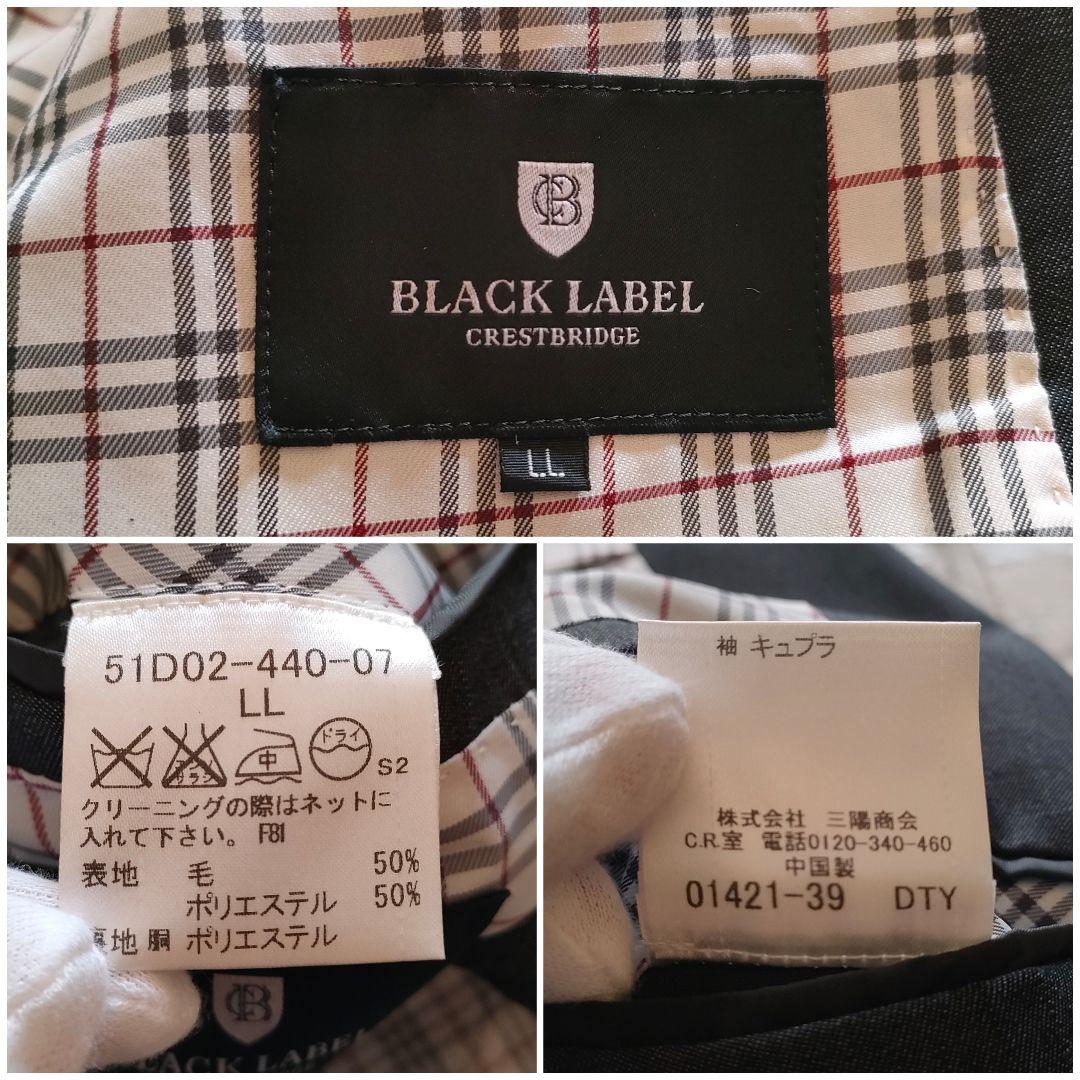 CB
BLACK LABEL
CRESTBRIDGE
LL
51D02-440-07
LL
中
ドライ
S2
クリーニングの際はネットに
入れて下さい。 F81
表地 毛 50%
ポリエステル 50%
地 胴 ポリエステル
CB
BLACK LABEL
袖 キュプラ
株式会社 三陽商会
C.R.室 電話0120-340-460
中国製
01421-39 DTY